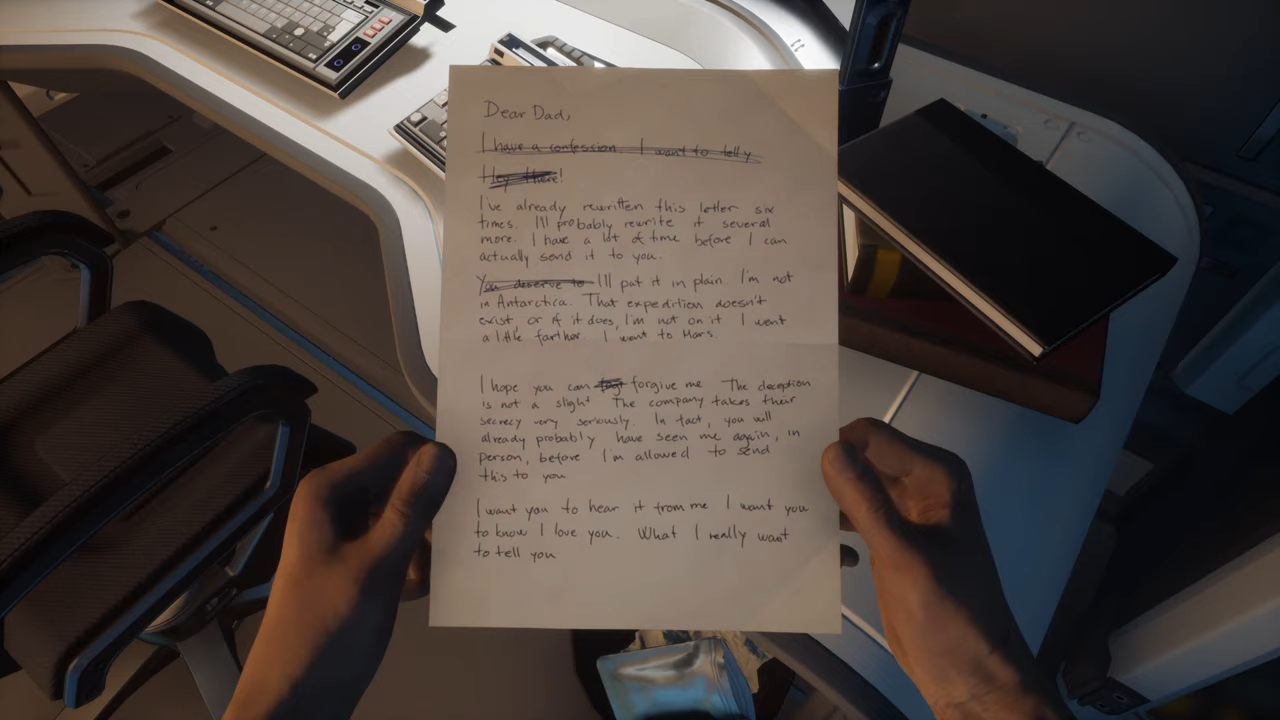 Dear Dad,
I have a confession I want to tell y
Hey there!
I've already rewritten this letter six
times. I'll probably rewrite it several
more. I have a lot of time before I can
actually send it to you.
You deserve to I'll put it in plain. I'm not
in Antarctica. That expedition doesn't
exist, or if it does, I'm not on it. I went
a little farther. I went to Mars.
I hope you can forgive me. The deception
is not a slight. The company takes their
secrecy very seriously. In fact, you will
already probably have seen me again, in
person, before I'm allowed to send
this to you
I want you to hear it from me. I want you
to know I love you. What I really want
to tell you